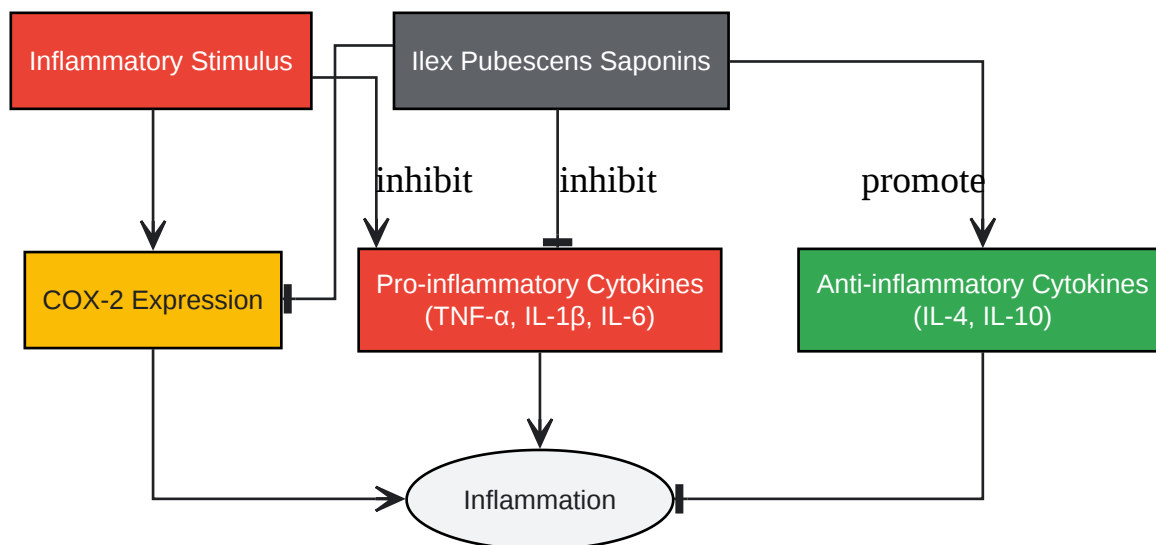 Inflammatory Stimulus
Ilex Pubescens Saponins
inhibit
inhibit
promote
COX-2 Expression
Pro-inflammatory Cytokines
(TNF-α, IL-1β, IL-6)
Anti-inflammatory Cytokines
(IL-4, IL-10)
Inflammation